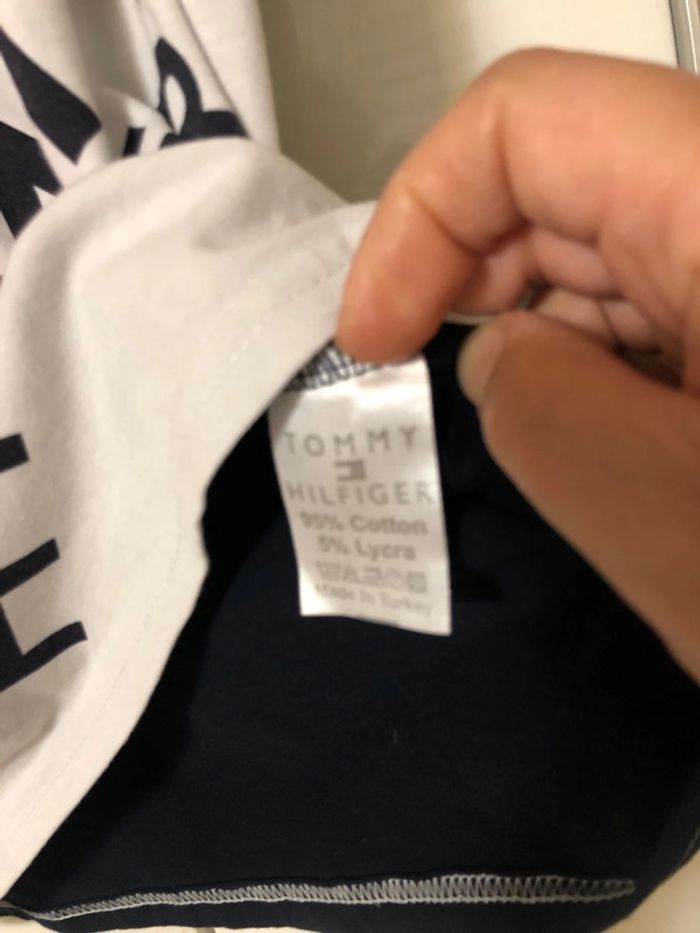 TOMMY
HILFIGER
95% Cotton
5% Lycra
Made in Turkey